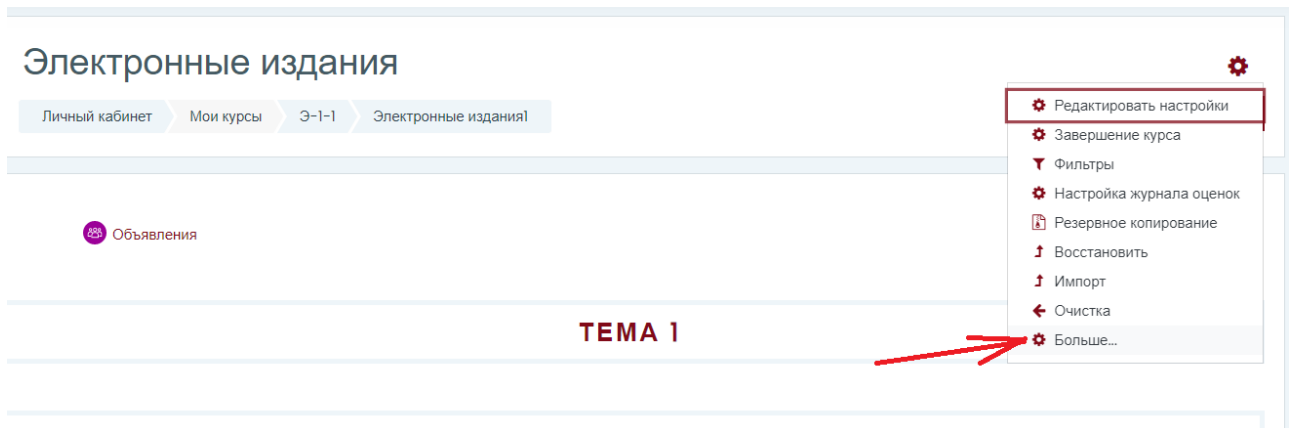 Электронные издания
Личный кабинет Мои курсы Э-1-1 Электронные издания1
Редактировать настройки
Завершение курса
Фильтры
Настройка журнала оценок
Резервное копирование
Восстановить
Импорт
Очистка
Больше...
Объявления
ТЕМА 1